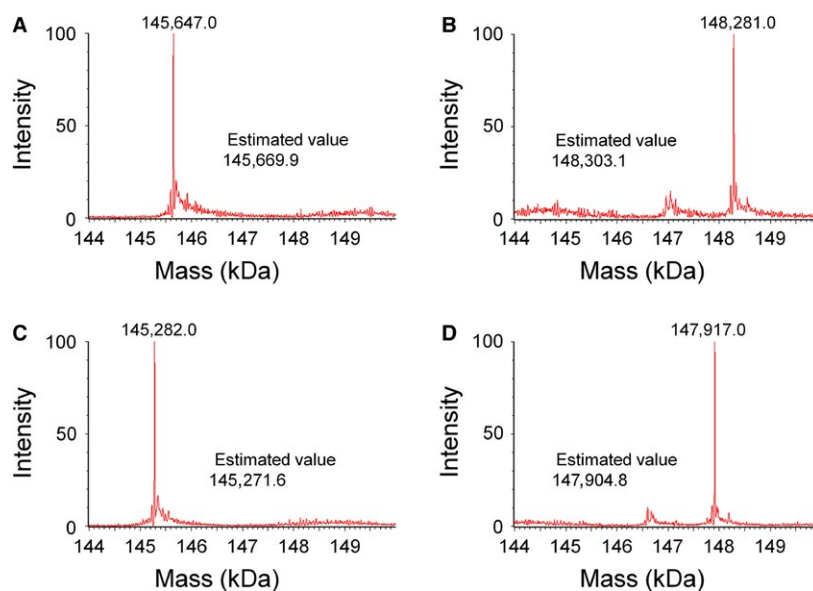 A
145,647.0
100
50
0
Intensity
Estimated value
145,669.9
144 145 146 147 148 149
Mass (kDa)
B
148,281.0
100
50
0
Intensity
Estimated value
148,303.1
144 145 146 147 148 149
Mass (kDa)
C
145,282.0
100
50
0
Intensity
Estimated value
145,271.6
144 145 146 147 148 149
Mass (kDa)
D
147,917.0
100
50
0
Intensity
Estimated value
147,904.8
144 145 146 147 148 149
Mass (kDa)